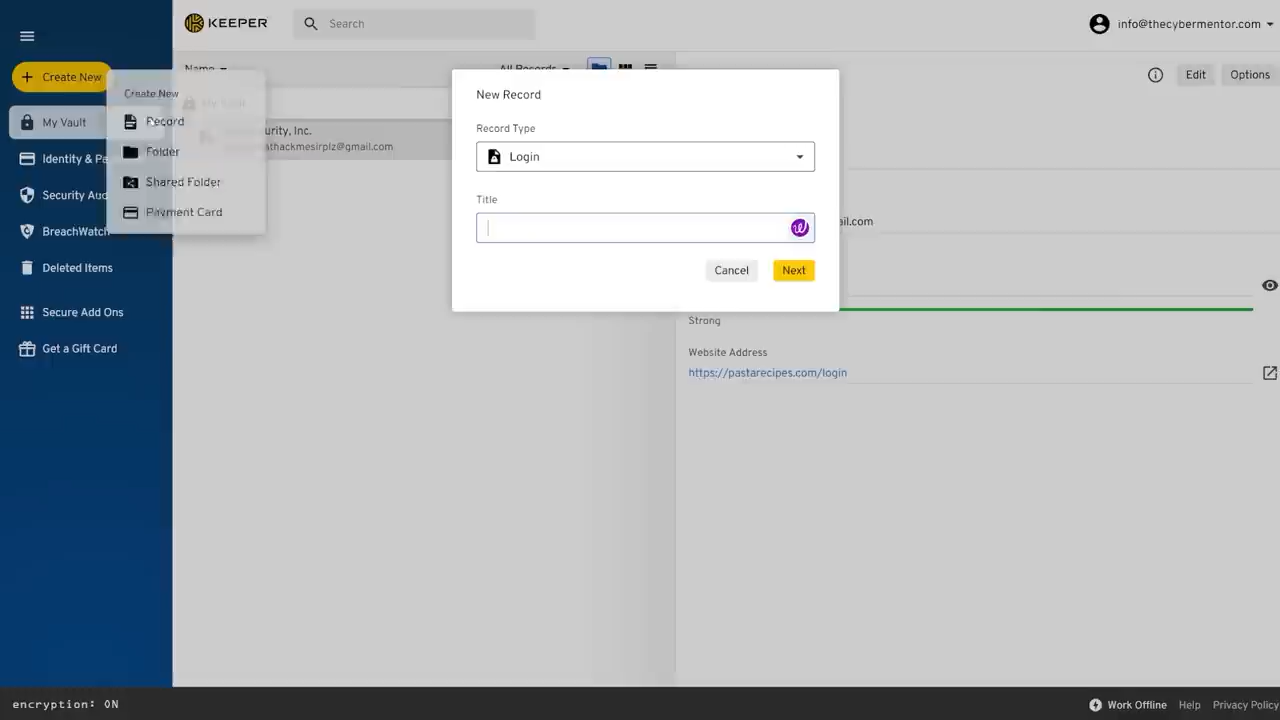 KEEPER
Search
info@thecybermentor.com
Create New
Name
All Records
Create New
My Vault
Record
Folder
Shared Folder
Payment Card
My Vault
Identity & Pa
Security Aud
BreachWatch
Deleted Items
Secure Add Ons
Get a Gift Card
urity, Inc.
athackmesirplz@gmail.com
New Record
Record Type
Login
Title
Cancel
Next
Edit
Options
ail.com
Strong
Website Address
https://pastarecipes.com/login
encryption: ON
Work Offline
Help
Privacy Policy